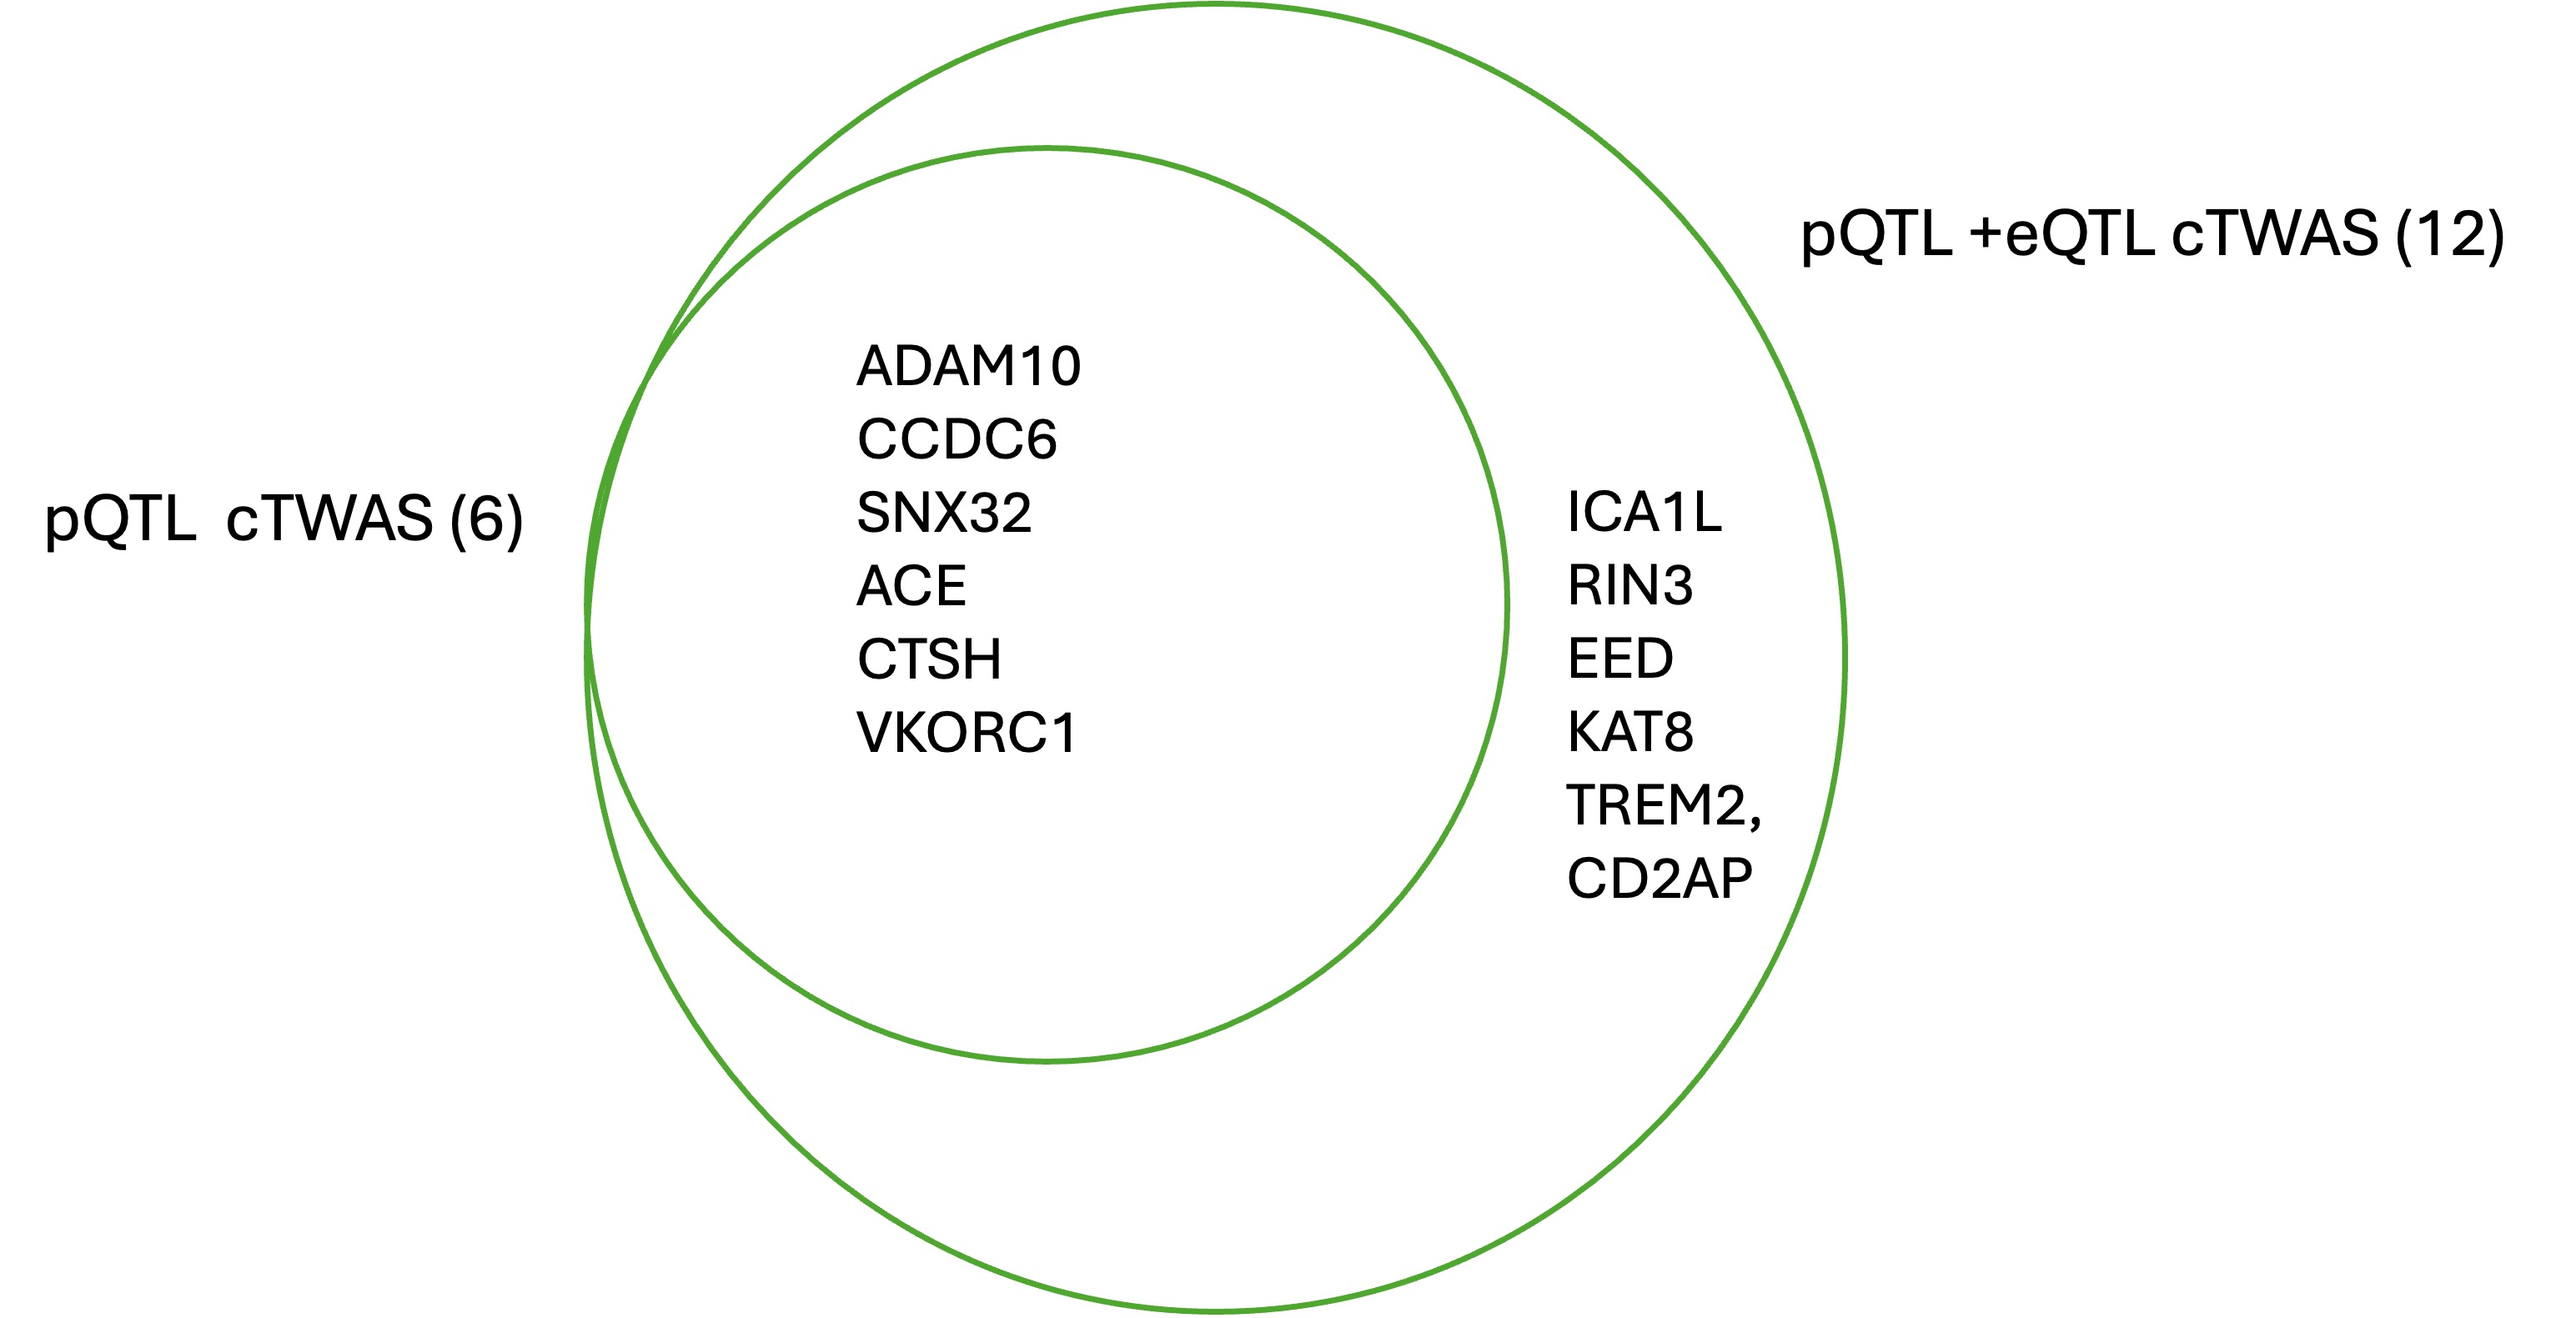 pQTL +eQTL cTWAS (12)
pQTL  cTWAS (6)
ADAM10
CCDC6
SNX32
ACE
CTSH
VKORC1
ICA1L
RIN3
EED
KAT8
TREM2,
CD2AP